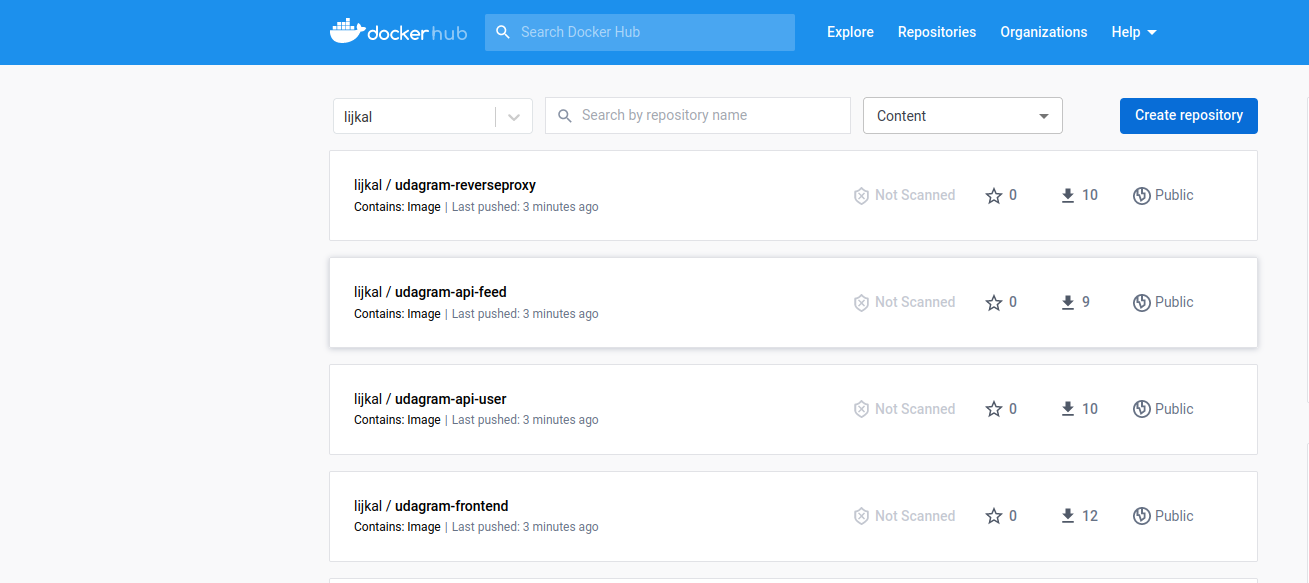 docker hub Search Docker Hub Explore Repositories Organizations Help
lijkal Search by repository name Content Create repository
lijkal / udagram-reverseproxy
Contains: Image | Last pushed: 3 minutes ago
Not Scanned 0 10 Public
lijkal / udagram-api-feed
Contains: Image | Last pushed: 3 minutes ago
Not Scanned 0 9 Public
lijkal / udagram-api-user
Contains: Image | Last pushed: 3 minutes ago
Not Scanned 0 10 Public
lijkal / udagram-frontend
Contains: Image | Last pushed: 3 minutes ago
Not Scanned 0 12 Public